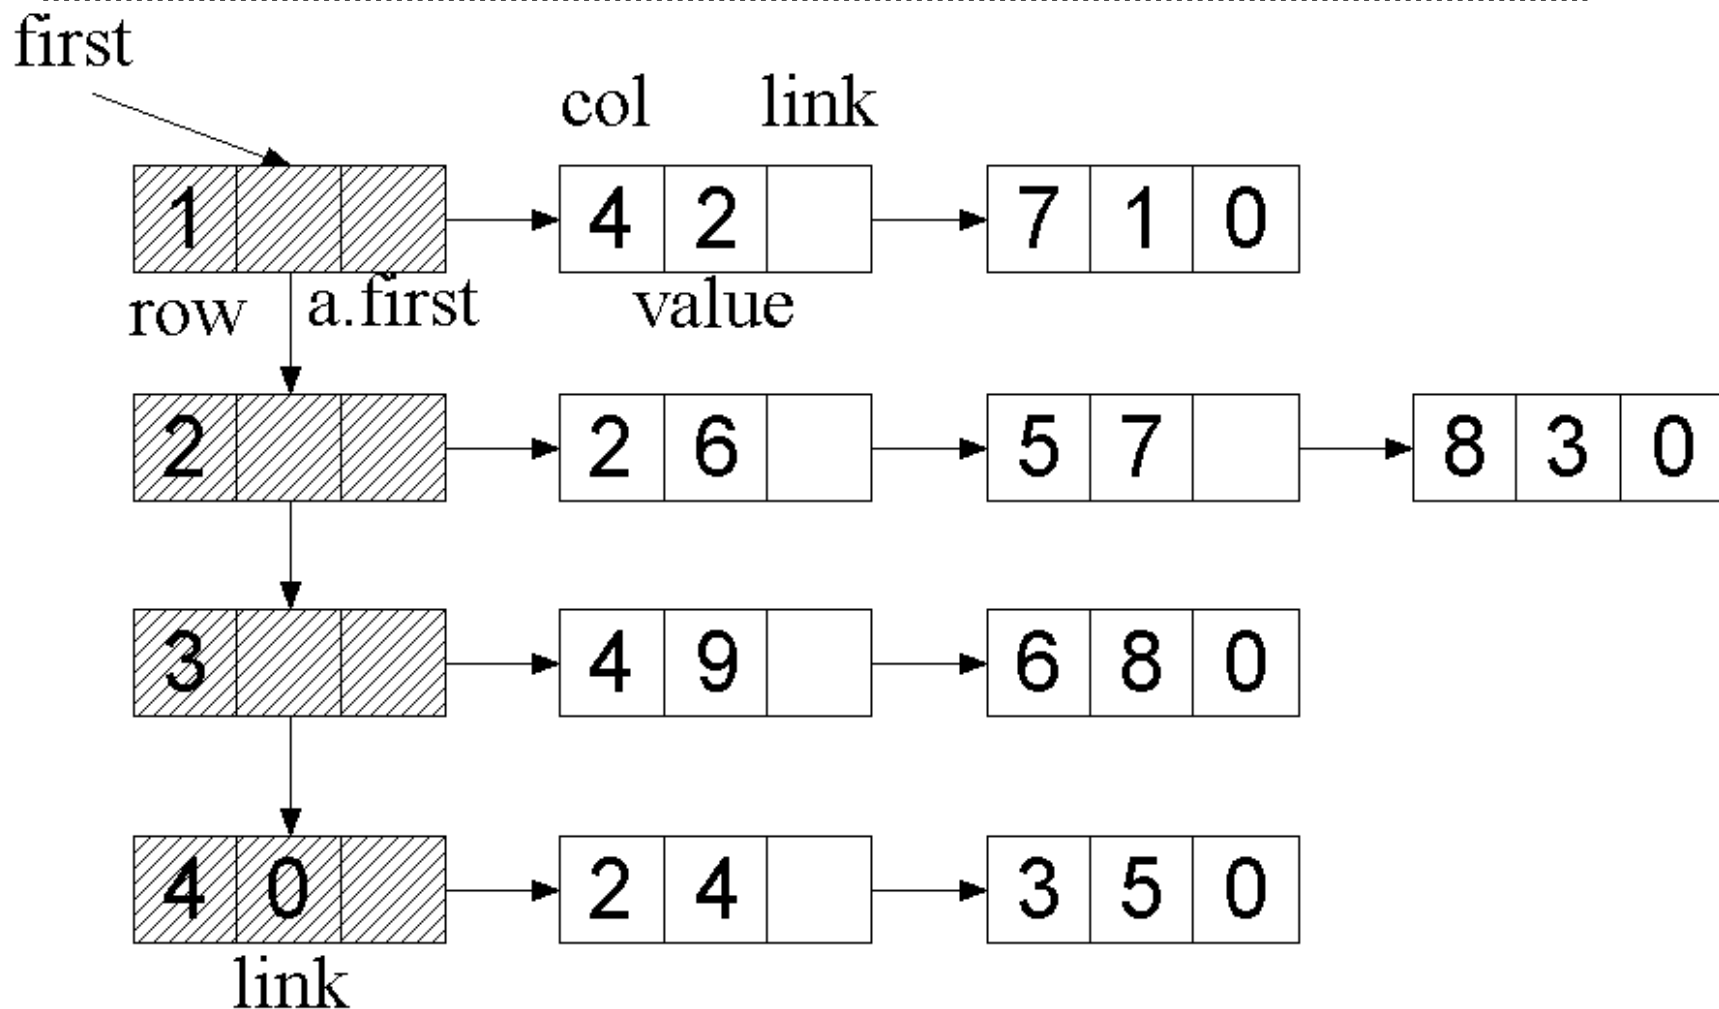 first
col link
1 4 2 7 1 0
row a.first value
2 2 6 5 7 8 3 0
3 4 9 6 8 0
4 0 2 4 3 5 0
link